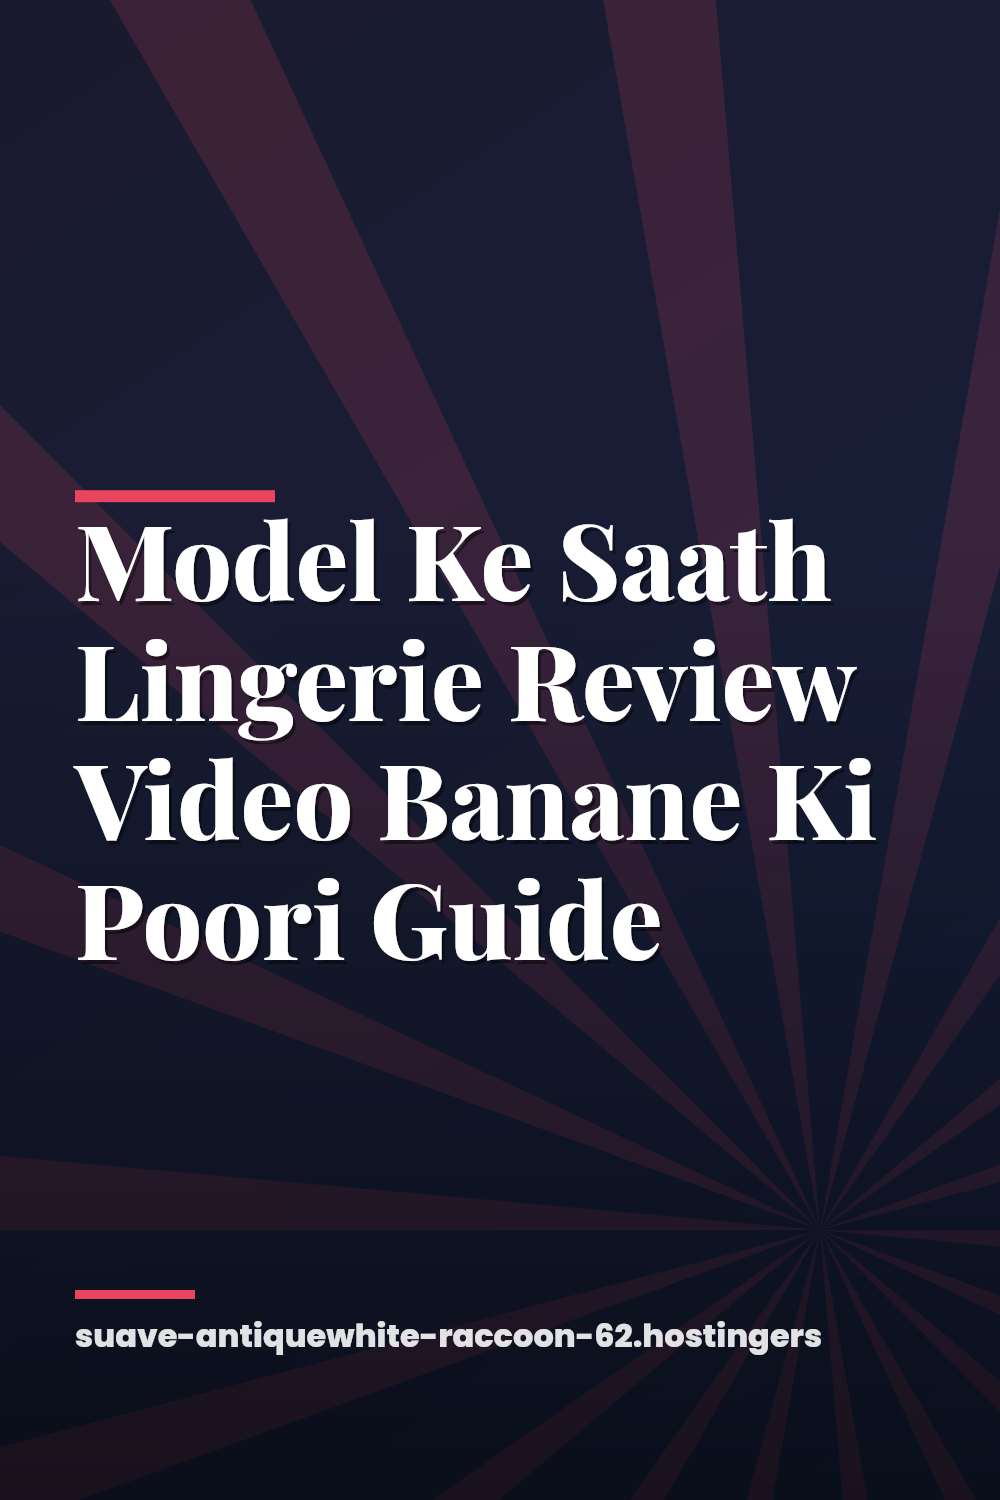 Model Ke Saath
Lingerie Review
Video Banane Ki
Poori Guide
suave-antiquewhite-raccoon-62.hostingers